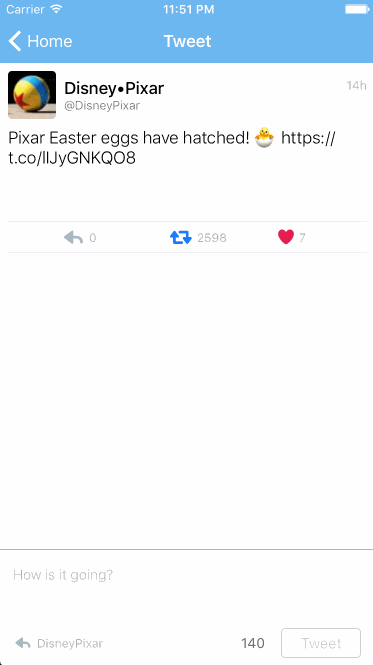 Carrier 11:51 PM
Home Tweet
Disney•Pixar 14h
@DisneyPixar
Pixar Easter eggs have hatched! 🐣 https://
t.co/lIJyGNKQO8
0 2598 7
How is it going?
DisneyPixar 140 Tweet